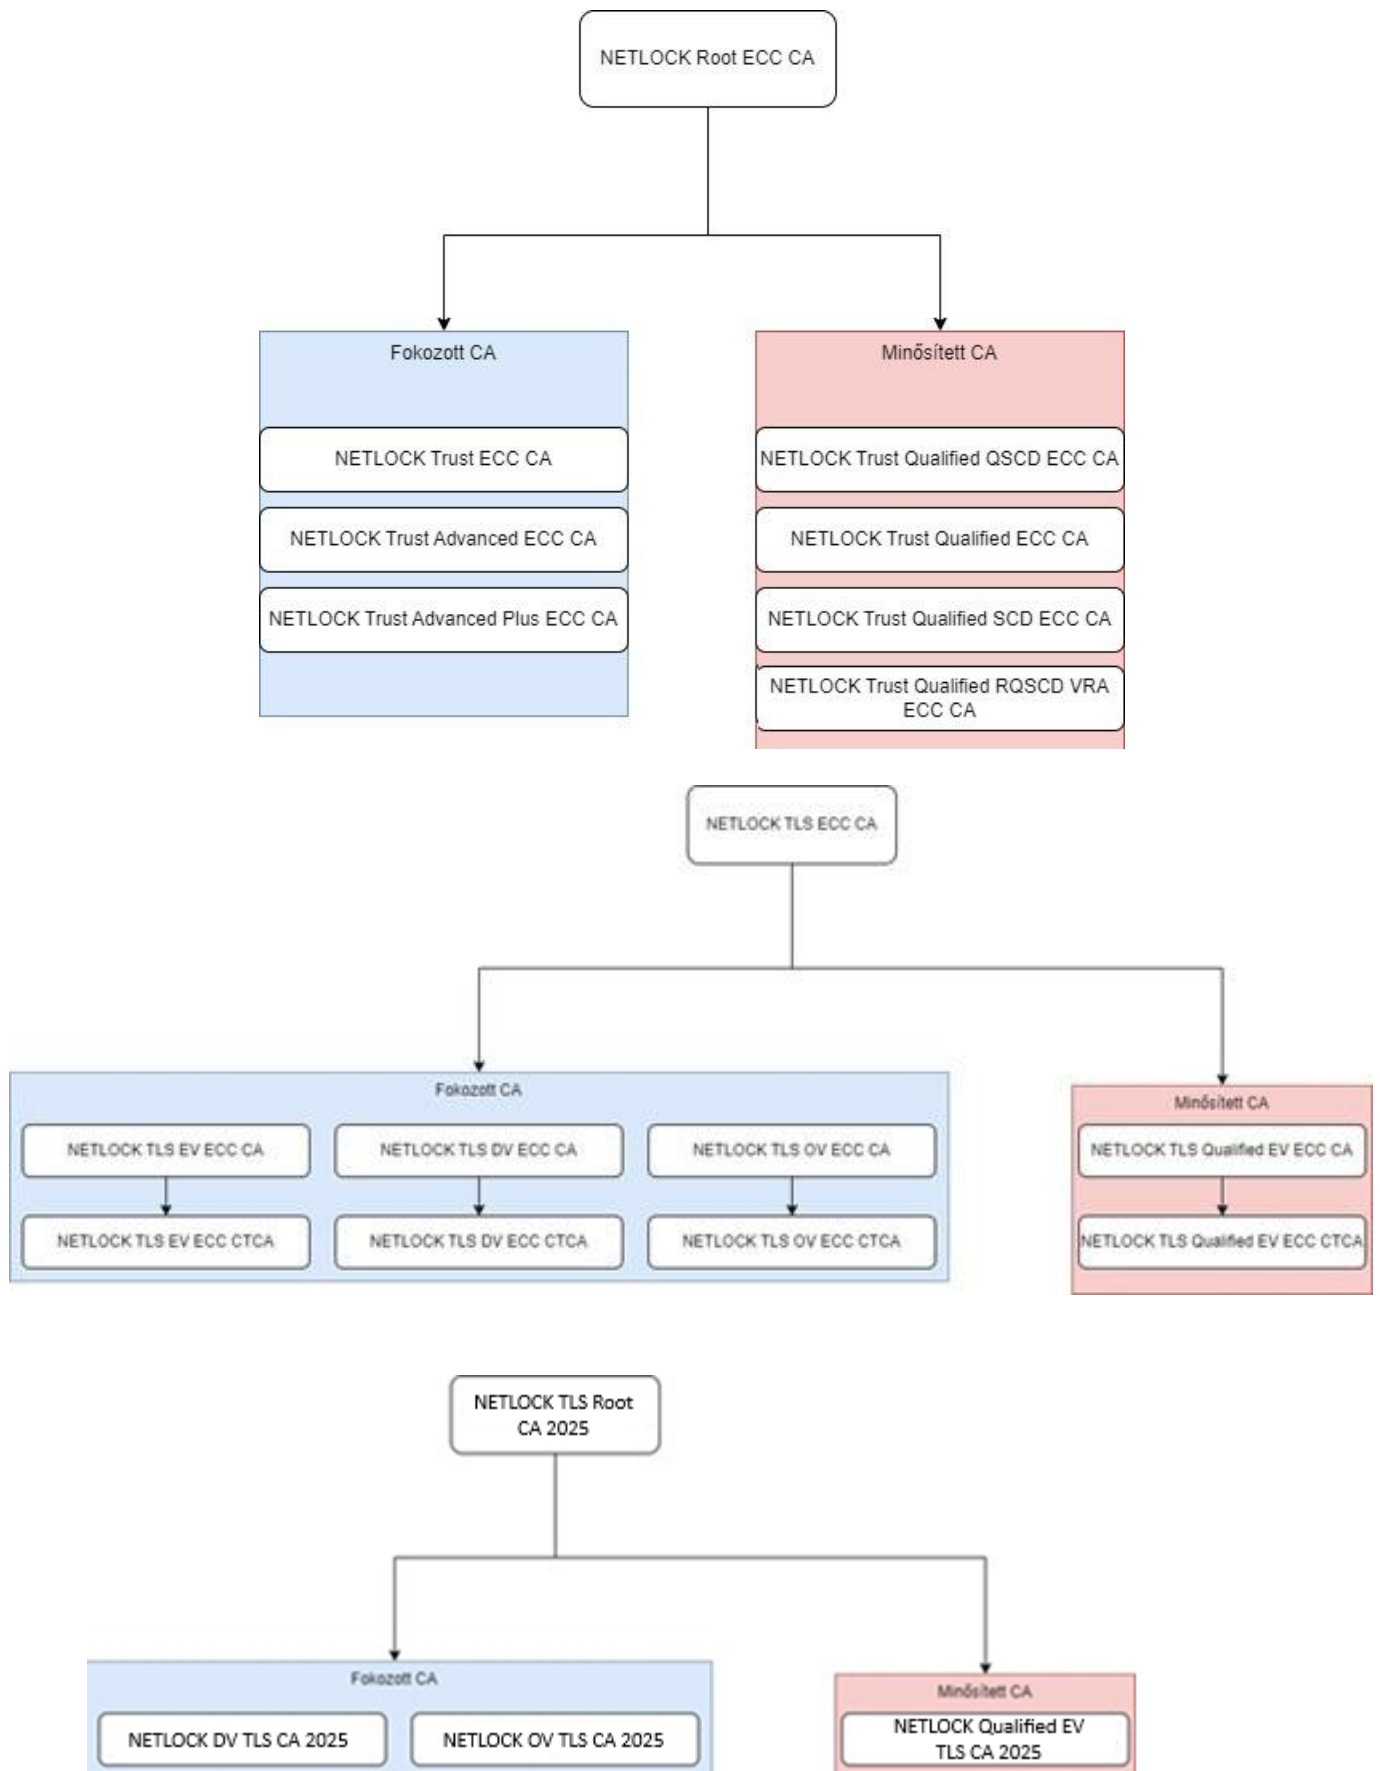 NETLOCK Root ECC CA
Fokozott CA
NETLOCK Trust ECC CA
NETLOCK Trust Advanced ECC CA
NETLOCK Trust Advanced Plus ECC CA
Minősített CA
NETLOCK Trust Qualified QSCD ECC CA
NETLOCK Trust Qualified ECC CA
NETLOCK Trust Qualified SCD ECC CA
NETLOCK Trust Qualified RQSCD VRA
ECC CA
NETLOCK TLS ECC CA
Fokozott CA
NETLOCK TLS EV ECC CA
NETLOCK TLS DV ECC CA
NETLOCK TLS OV ECC CA
NETLOCK TLS EV ECC CTCA
NETLOCK TLS DV ECC CTCA
NETLOCK TLS OV ECC CTCA
Minősített CA
NETLOCK TLS Qualified EV ECC CA
NETLOCK TLS Qualified EV ECC CTCA
NETLOCK TLS Root
CA 2025
Fokozott CA
NETLOCK DV TLS CA 2025
NETLOCK OV TLS CA 2025
Minősített CA
NETLOCK Qualified EV
TLS CA 2025